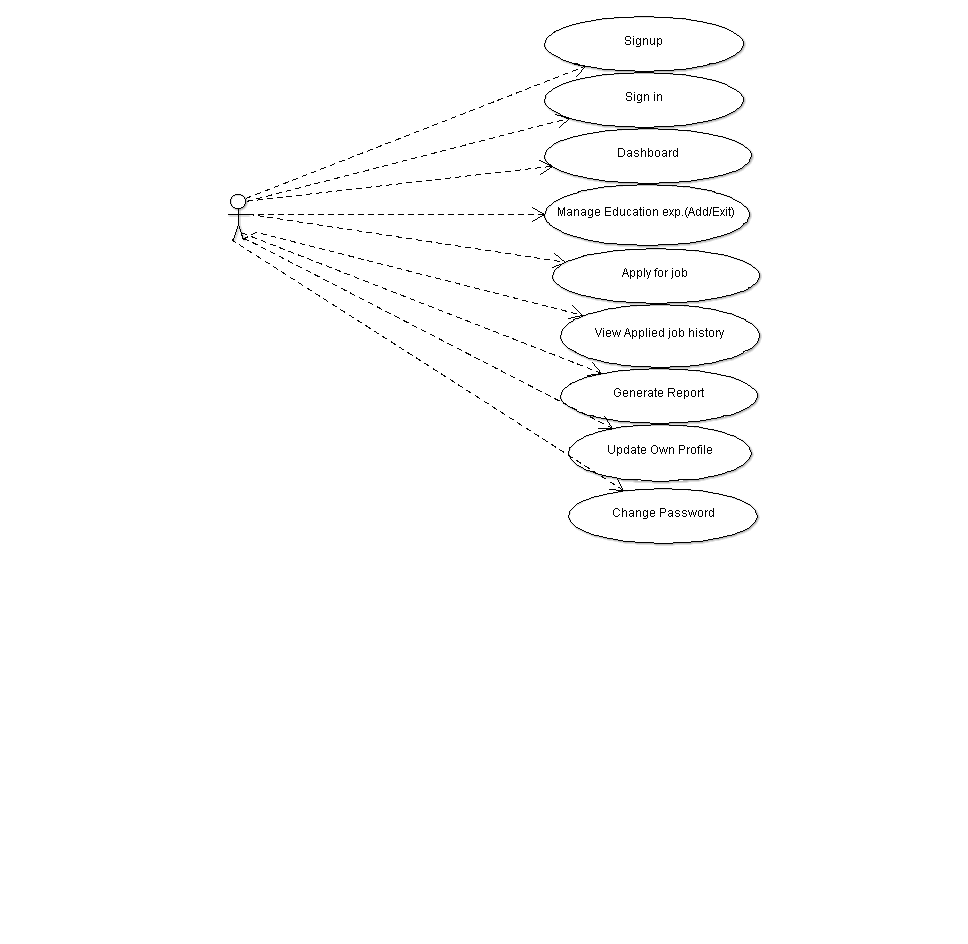 Signup
Sign in
Dashboard
Manage Education exp.(Add/Exit)
Apply for job
View Applied job history
Generate Report
Update Own Profile
Change Password